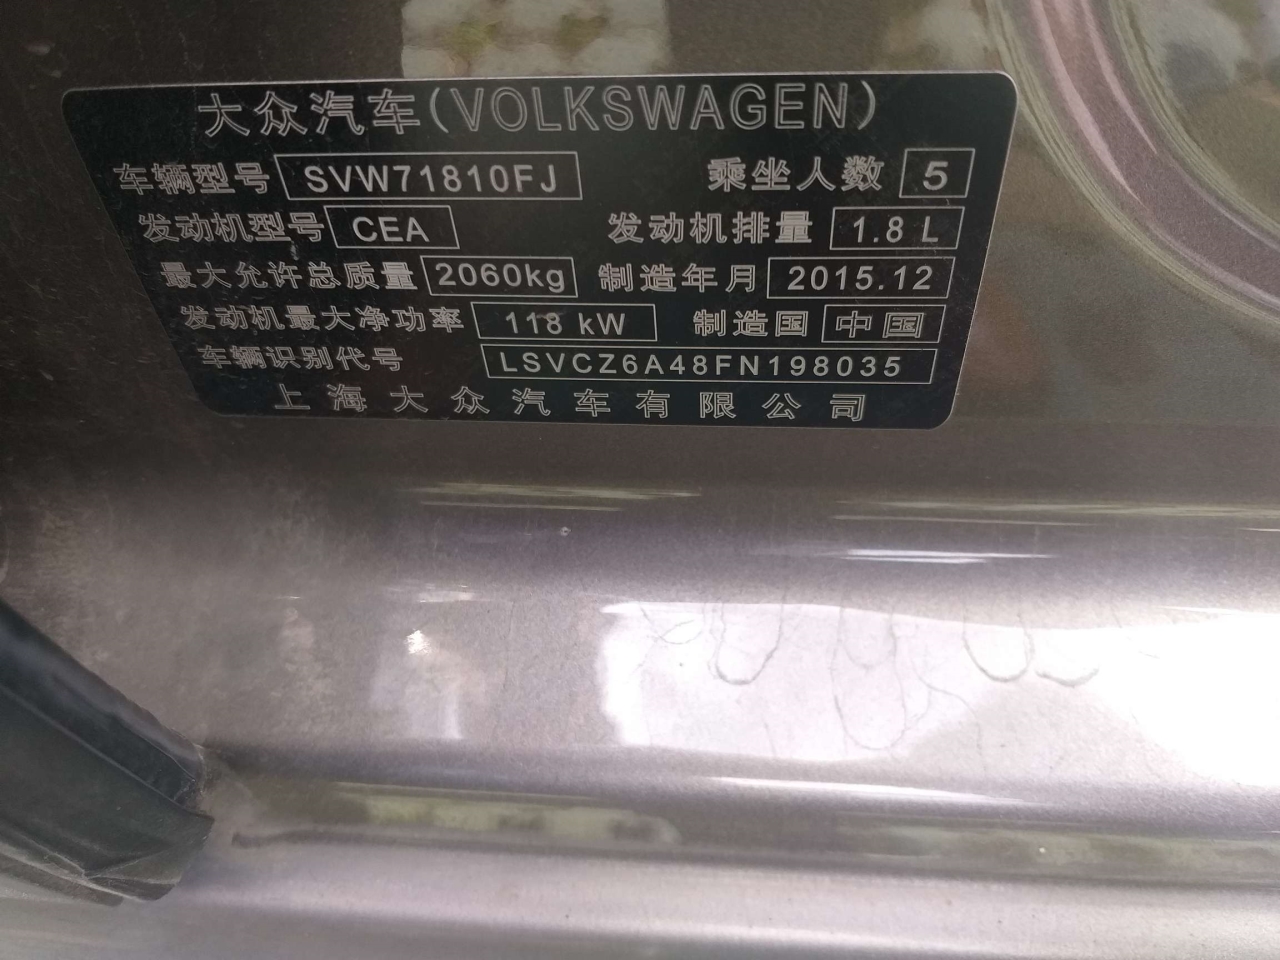 大众汽车(VOLKSWAGEN)
车辆型号 SVW71810FJ 乘坐人数 5
发动机型号 CEA 发动机排量 1.8 L
最大允许总质量 2060kg 制造年月 2015.12
发动机最大净功率 118 kW 制造国 中国
车辆识别代号 LSVCZ6A48FN198035
上海大众汽车有限公司